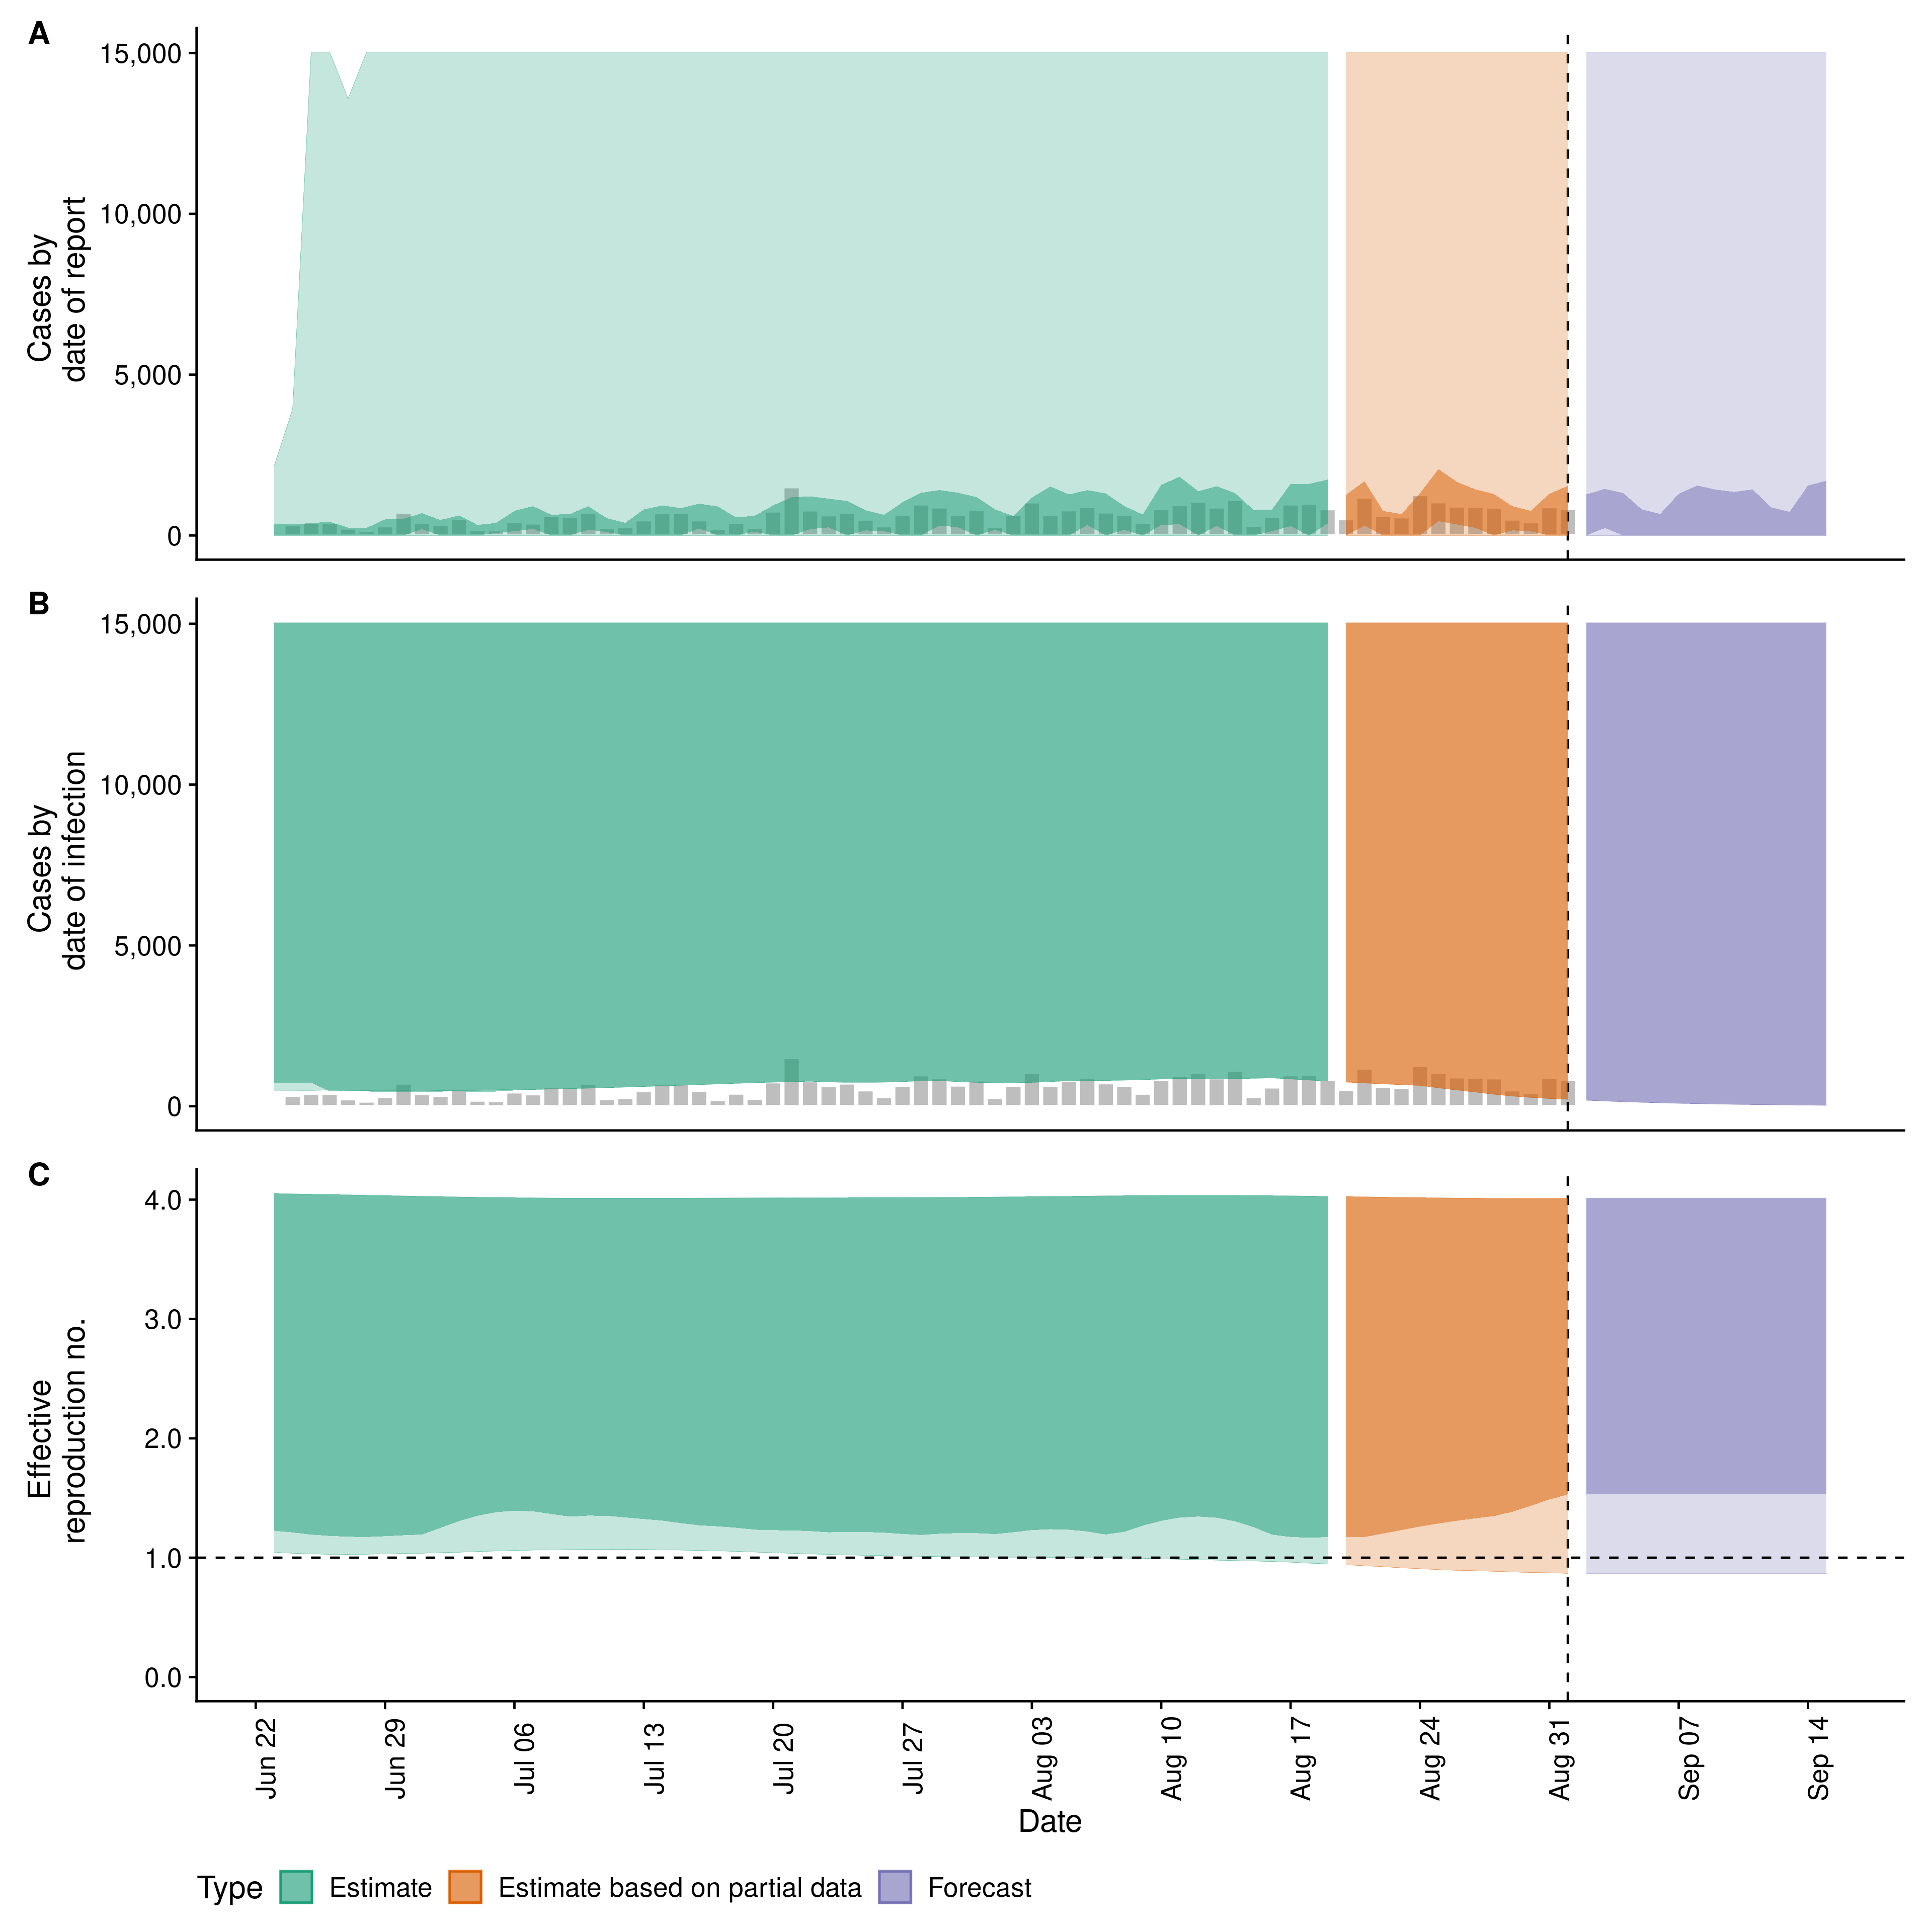 A
15,000
10,000
5,000
0
Cases by
date of report
B
15,000
10,000
5,000
0
Cases by
date of infection
C
4.0
3.0
2.0
1.0
0.0
Effective
reproduction no.
Jun 22
Jun 29
Jul 06
Jul 13
Jul 20
Jul 27
Aug 03
Aug 10
Aug 17
Aug 24
Aug 31
Sep 07
Sep 14
Date
Type Estimate Estimate based on partial data Forecast